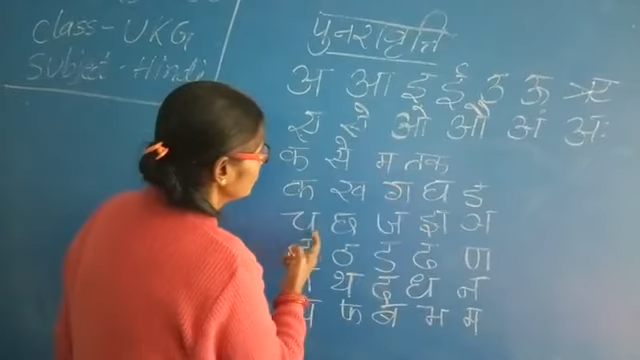 Class- UKG
Subject - Hindi
पुनरावृत्ति
अ आ इ ई उ ऊ ऋ
ए ऐ ओ औ अं अः
क से म तक
क ख ग घ ङ
च छ ज झ ञ
ठ ड ढ ण
थ द ध न
फ ब भ म